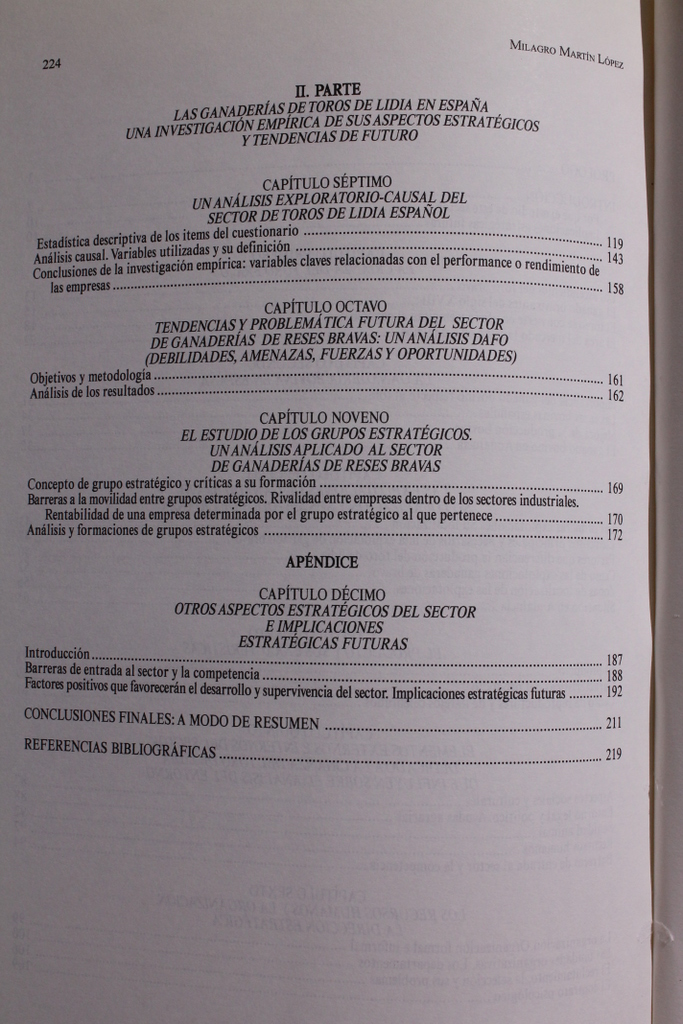 224
MILAGRO MARTÍN LÓPEZ
II. PARTE
LAS GANADERÍAS DE TOROS DE LIDIA EN ESPAÑA
UNA INVESTIGACIÓN EMPÍRICA DE SUS ASPECTOS ESTRATÉGICOS
Y TENDENCIAS DE FUTURO
CAPÍTULO SÉPTIMO
UN ANÁLISIS EXPLORATORIO-CAUSAL DEL
SECTOR DE TOROS DE LIDIA ESPAÑOL
Estadística descriptiva de los items del cuestionario ........ 119
Análisis causal. Variables utilizadas y su definición ........ 143
Conclusiones de la investigación empírica: variables claves relacionadas con el performance o rendimiento de
las empresas ........ 158
CAPÍTULO OCTAVO
TENDENCIAS Y PROBLEMÁTICA FUTURA DEL SECTOR
DE GANADERÍAS DE RESES BRAVAS: UN ANÁLISIS DAFO
(DEBILIDADES, AMENAZAS, FUERZAS Y OPORTUNIDADES)
Objetivos y metodología ........ 161
Análisis de los resultados ........ 162
CAPÍTULO NOVENO
EL ESTUDIO DE LOS GRUPOS ESTRATÉGICOS.
UN ANÁLISIS APLICADO AL SECTOR
DE GANADERÍAS DE RESES BRAVAS
Concepto de grupo estratégico y críticas a su formación ........ 169
Barreras a la movilidad entre grupos estratégicos. Rivalidad entre empresas dentro de los sectores industriales.
Rentabilidad de una empresa determinada por el grupo estratégico al que pertenece ........ 170
Análisis y formaciones de grupos estratégicos ........ 172
APÉNDICE
CAPÍTULO DÉCIMO
OTROS ASPECTOS ESTRATÉGICOS DEL SECTOR
E IMPLICACIONES
ESTRATÉGICAS FUTURAS
Introducción ........ 187
Barreras de entrada al sector y la competencia ........ 188
Factores positivos que favorecerán el desarrollo y supervivencia del sector. Implicaciones estratégicas futuras ........ 192
CONCLUSIONES FINALES: A MODO DE RESUMEN ........ 211
REFERENCIAS BIBLIOGRÁFICAS ........ 219